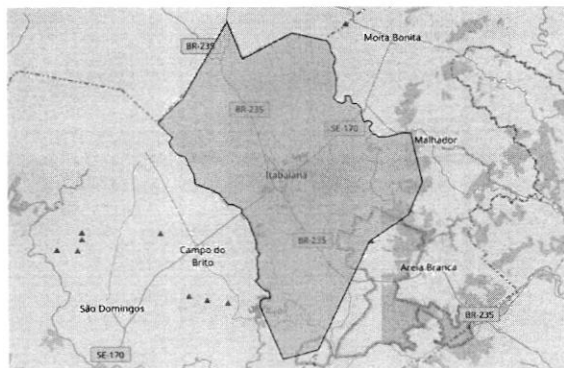 Moita Bonita
BR-235
BR-235
SE-170
Malhador
Itabaiana
BR-235
Campo do
Brito
Areia Branca
São Domingos
BR-235
SE-170